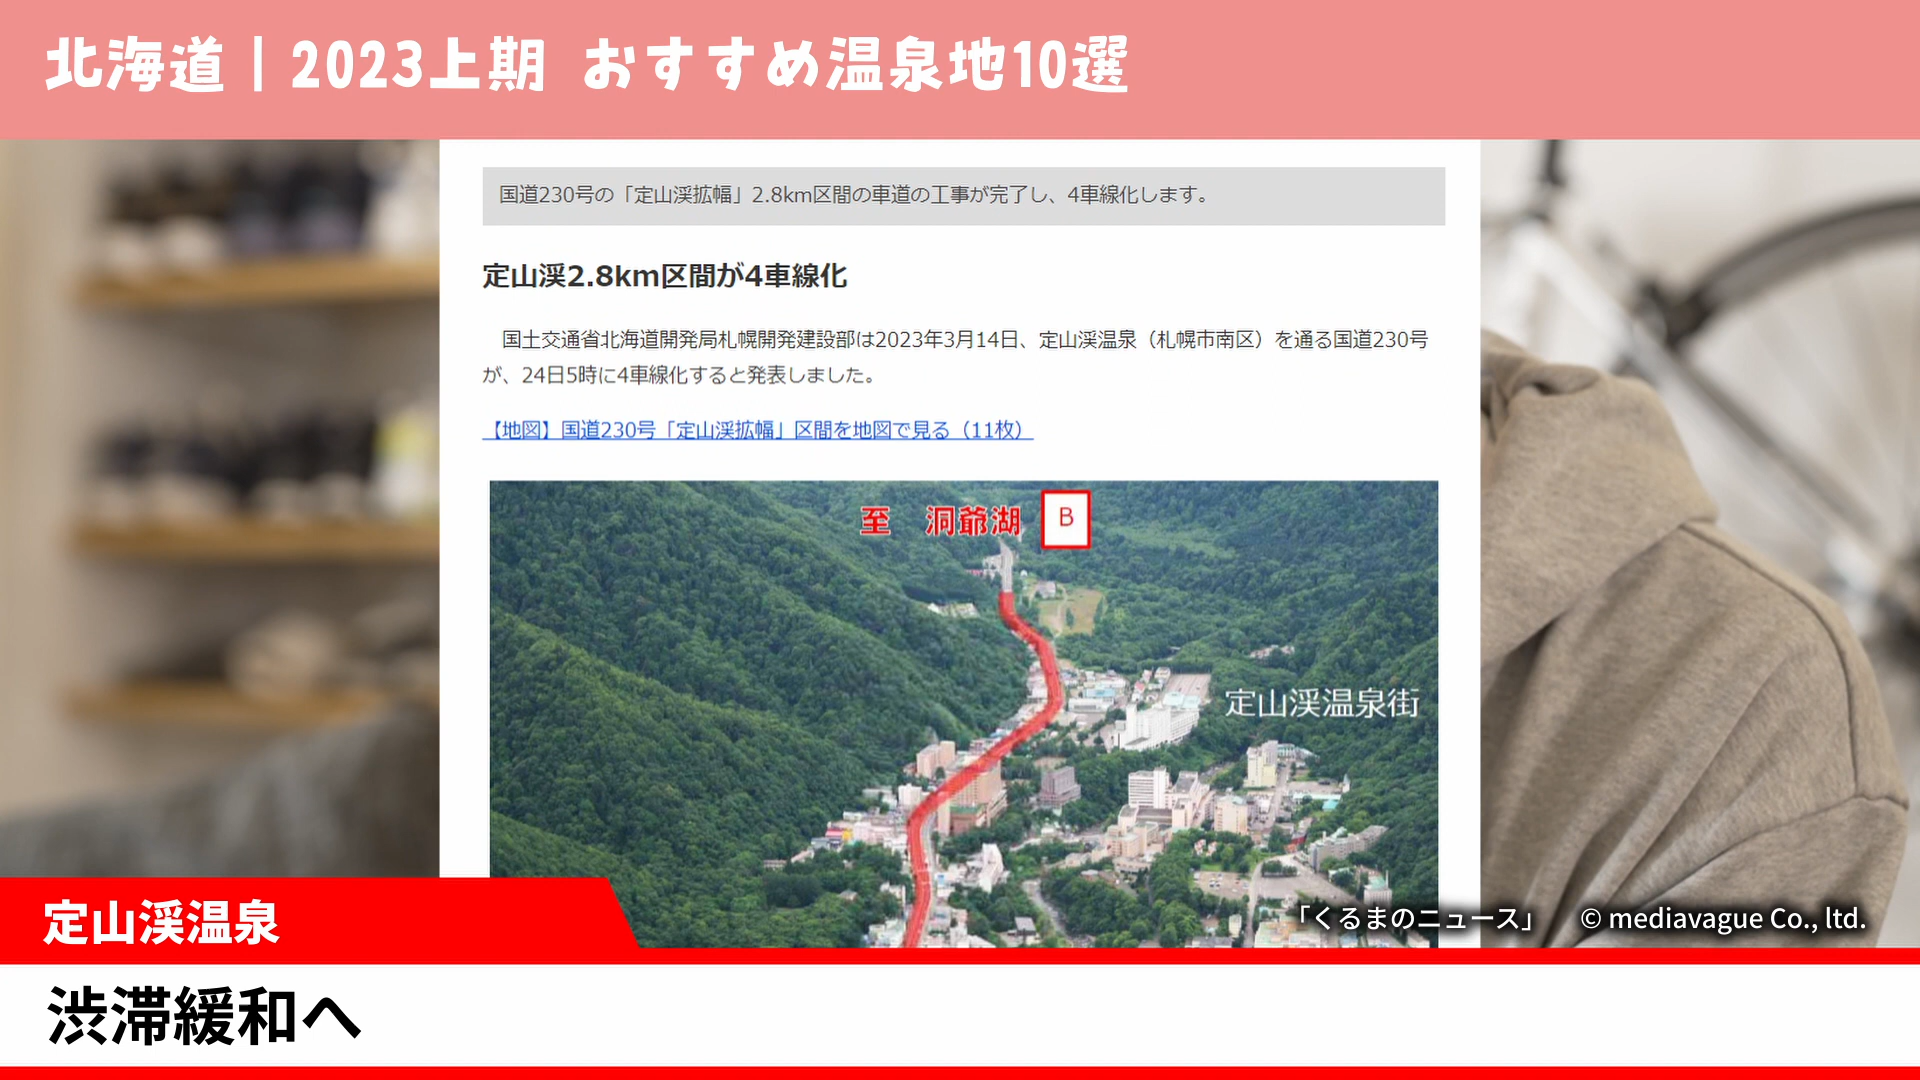 北海道｜2023上期 おすすめ温泉地10選
国道230号の「定山渓拡幅」2.8km区間の車道の工事が完了し、4車線化します。
定山渓2.8km区間が4車線化
国土交通省北海道開発局札幌開発建設部は2023年3月14日、定山渓温泉（札幌市南区）を通る国道230号
が、24日5時に4車線化すると発表しました。
【地図】国道230号「定山渓拡幅」区間を地図で見る（11枚）
至 洞爺湖 B
定山渓温泉街
「くるまのニュース」 © mediavague Co., ltd.
定山渓温泉
渋滞緩和へ